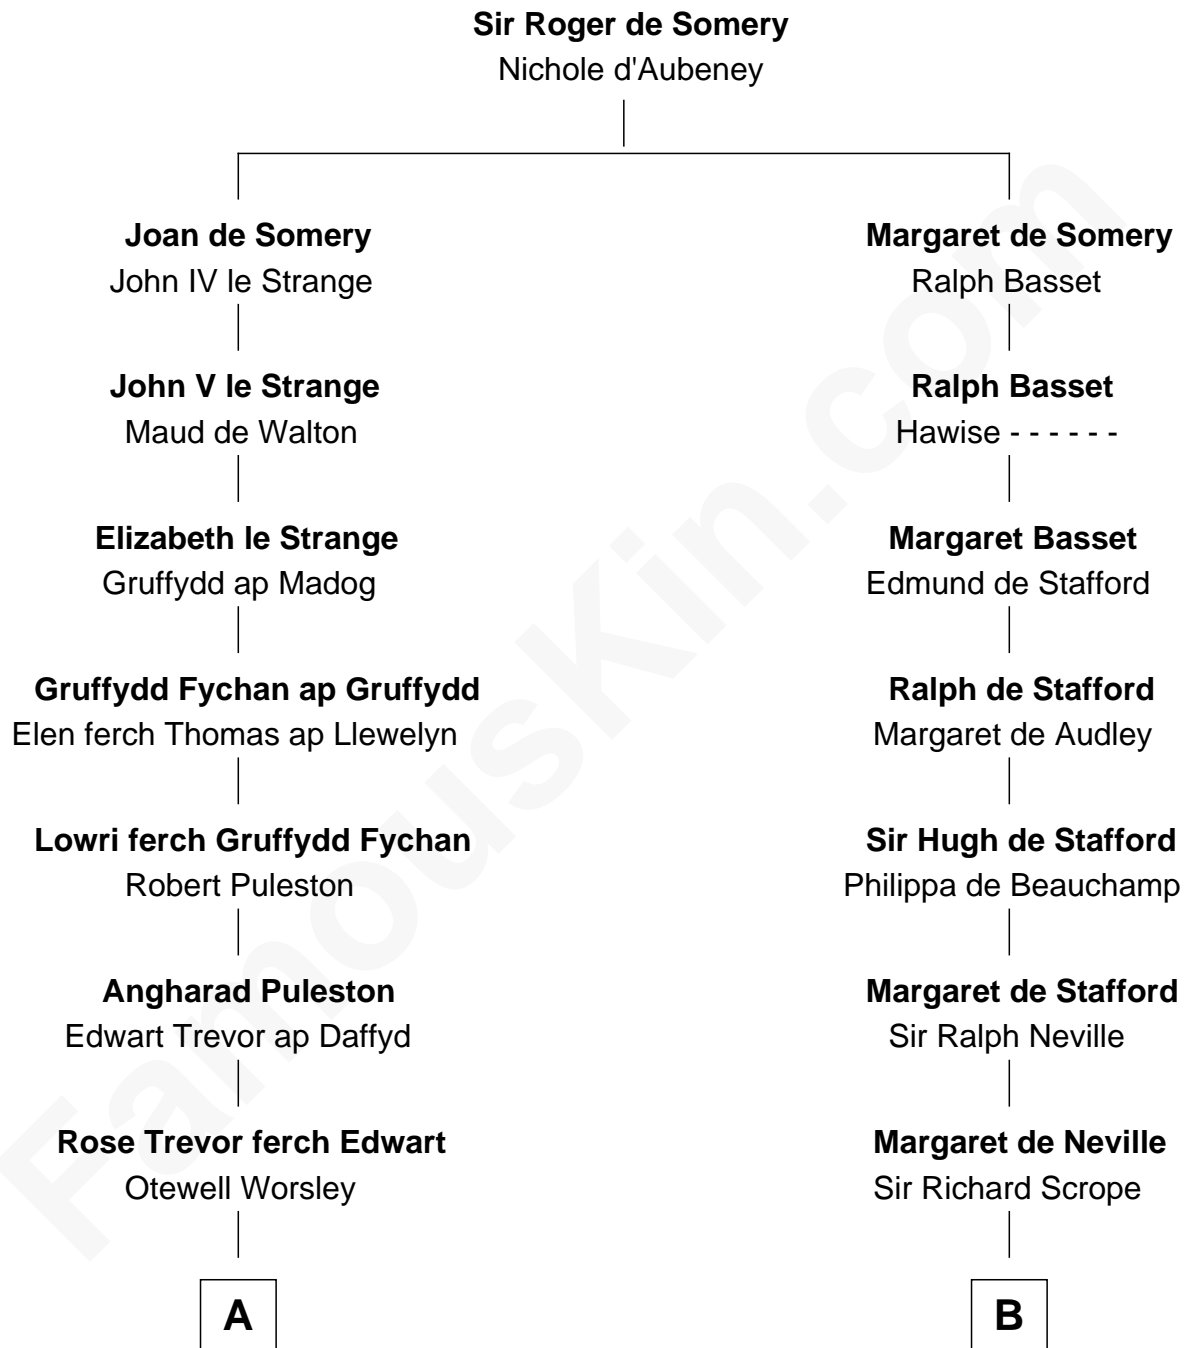 Sir Roger de Somery
Nichole d'Aubeney
Joan de Somery
John IV le Strange
Margaret de Somery
Ralph Basset
John V le Strange
Maud de Walton
Ralph Basset
Hawise - - - - - -
Elizabeth le Strange
Gruffydd ap Madog
Margaret Basset
Edmund de Stafford
Gruffydd Fychan ap Gruffydd
Elen ferch Thomas ap Llewelyn
Ralph de Stafford
Margaret de Audley
Lowri ferch Gruffydd Fychan
Robert Puleston
Sir Hugh de Stafford
Philippa de Beauchamp
Angharad Puleston
Edwart Trevor ap Daffyd
Margaret de Stafford
Sir Ralph Neville
Rose Trevor ferch Edwart
Otewell Worsley
Margaret de Neville
Sir Richard Scrope
A
B
FamousKin.com